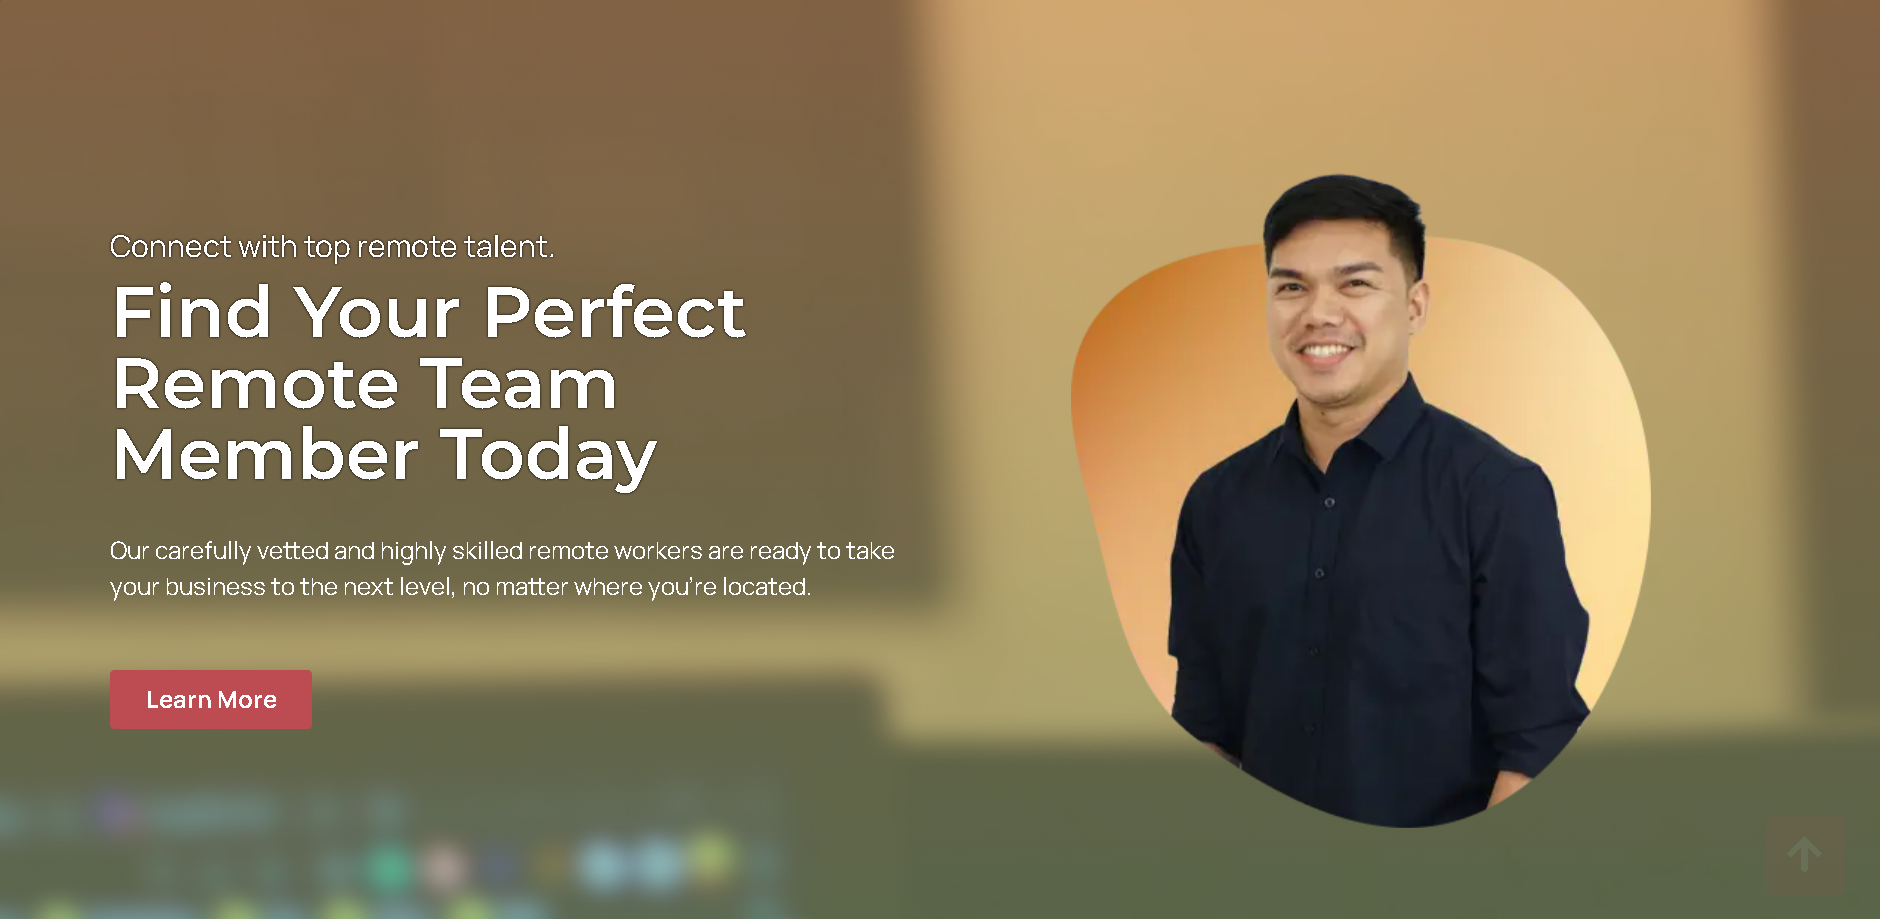 Connect with top remote talent.
Find Your Perfect
Remote Team
Member Today
Our carefully vetted and highly skilled remote workers are ready to take
your business to the next level, no matter where you’re located.
Learn More